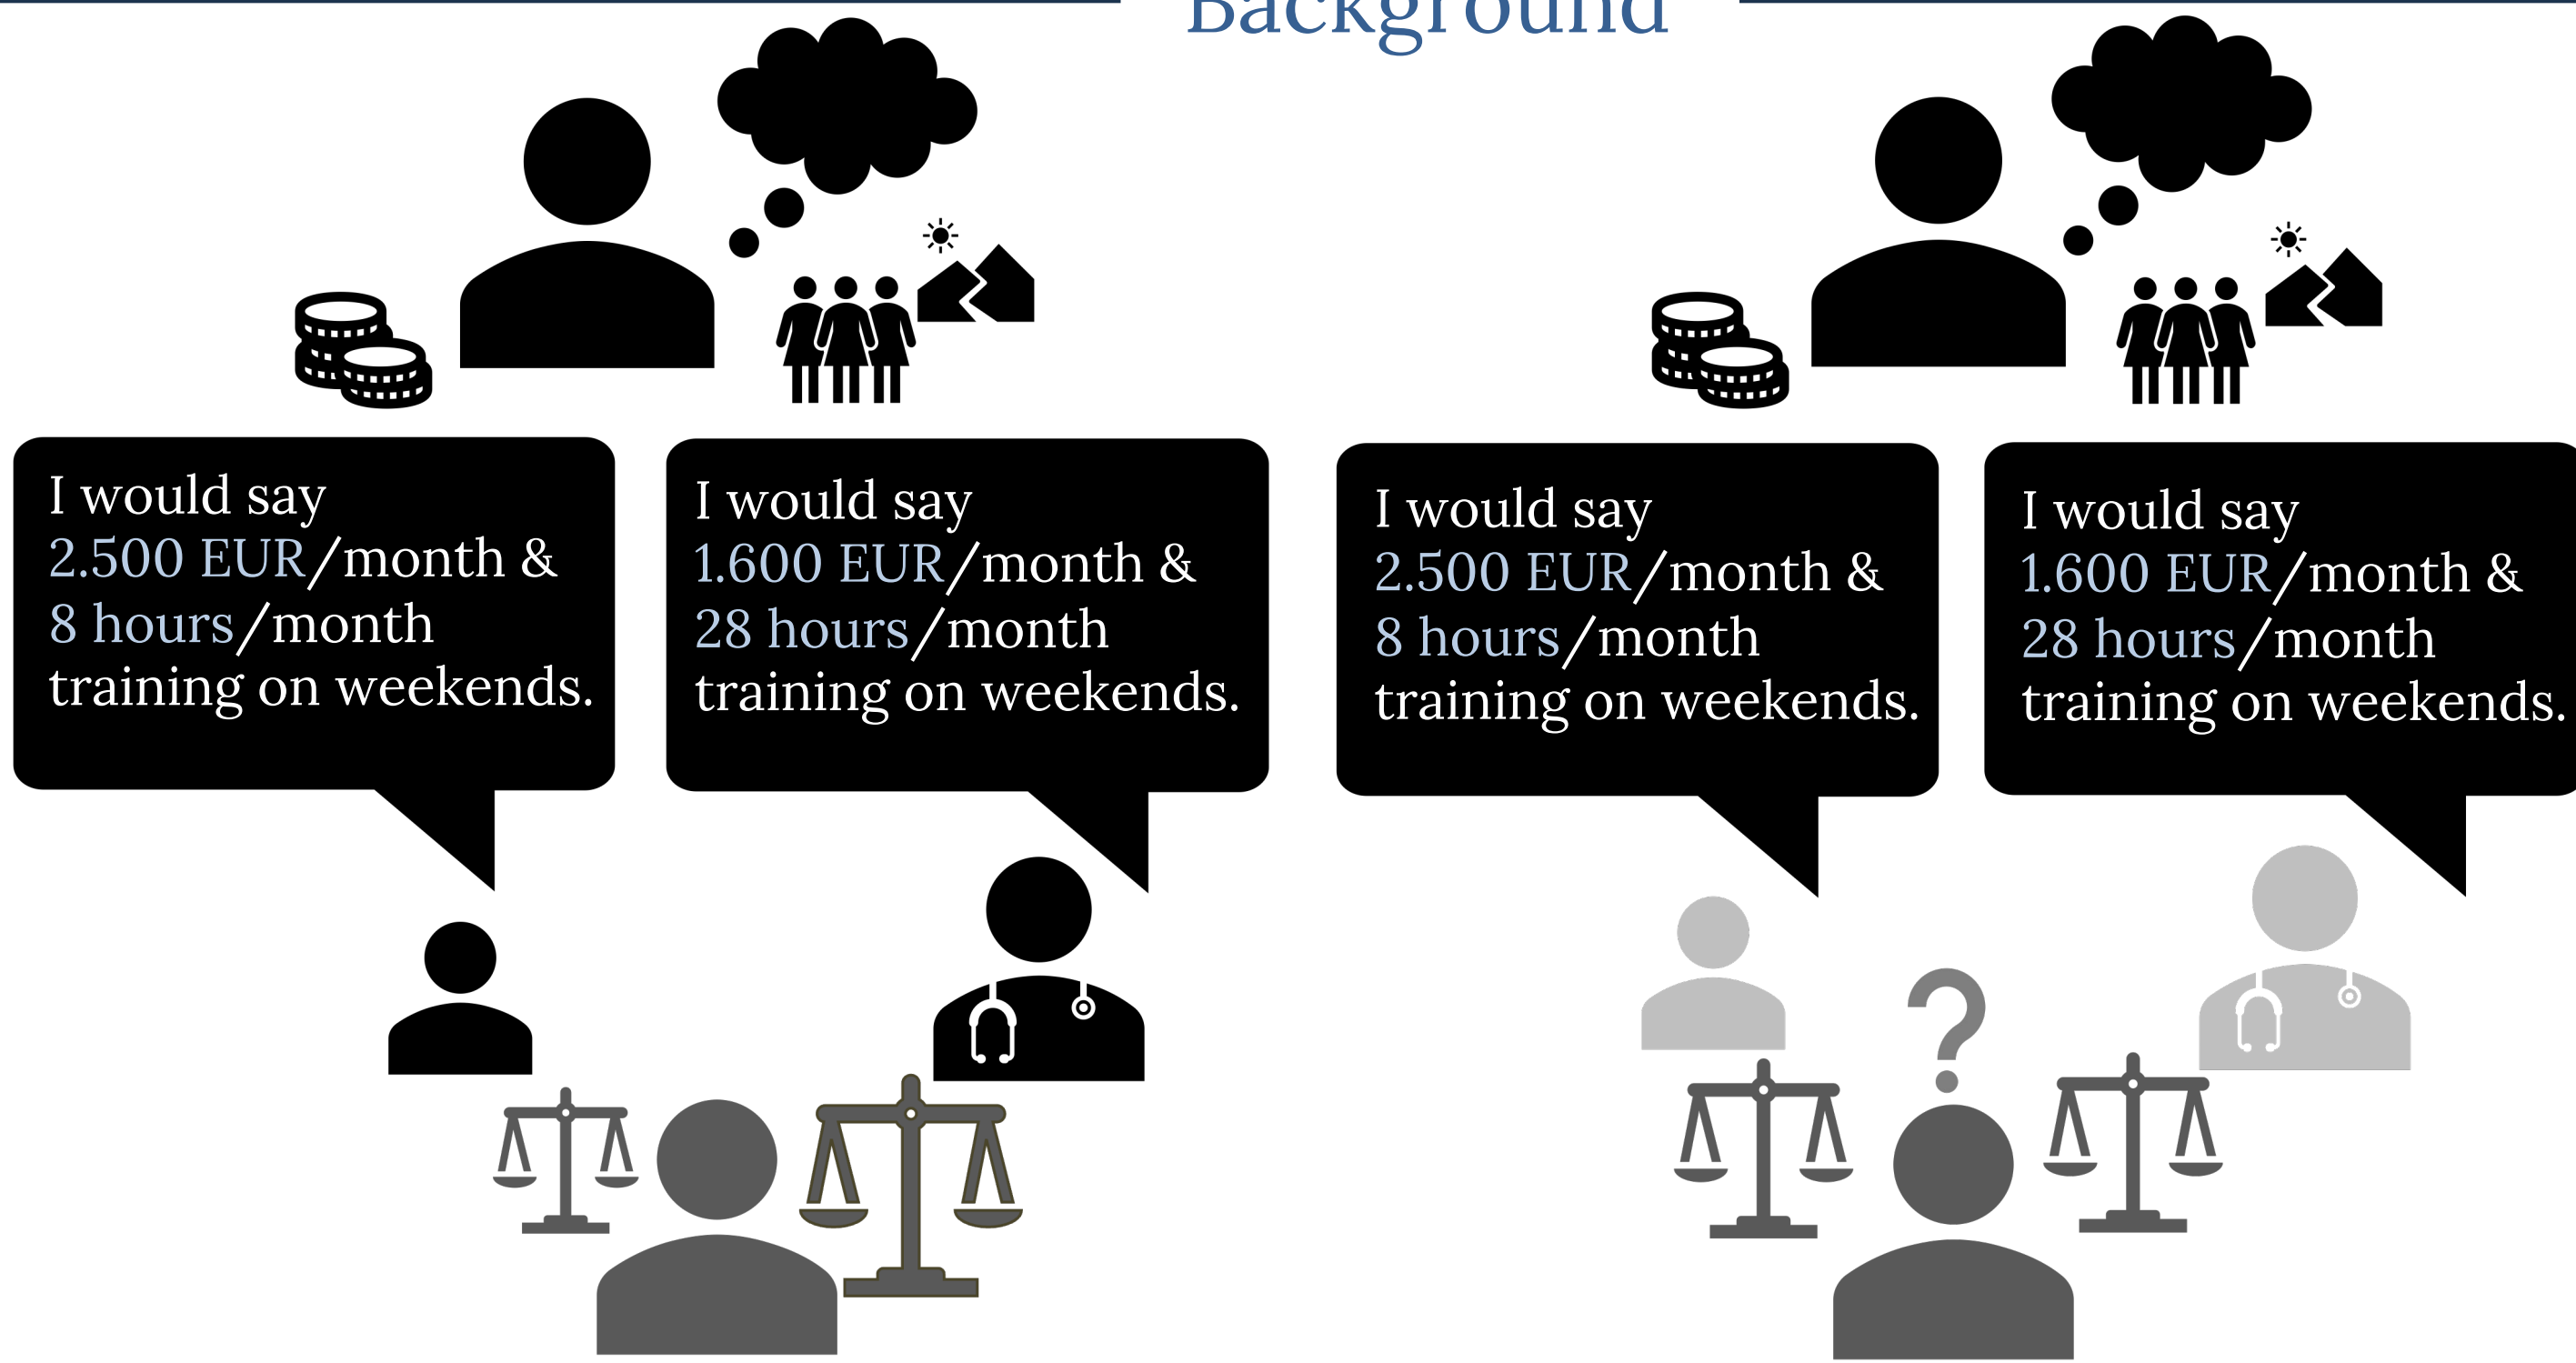 Background
I would say
2.500 EUR/month &
8 hours/month
training on weekends.
I would say
1.600 EUR/month &
28 hours/month
training on weekends.
I would say
2.500 EUR/month &
8 hours/month
training on weekends.
I would say
1.600 EUR/month &
28 hours/month
training on weekends.
?